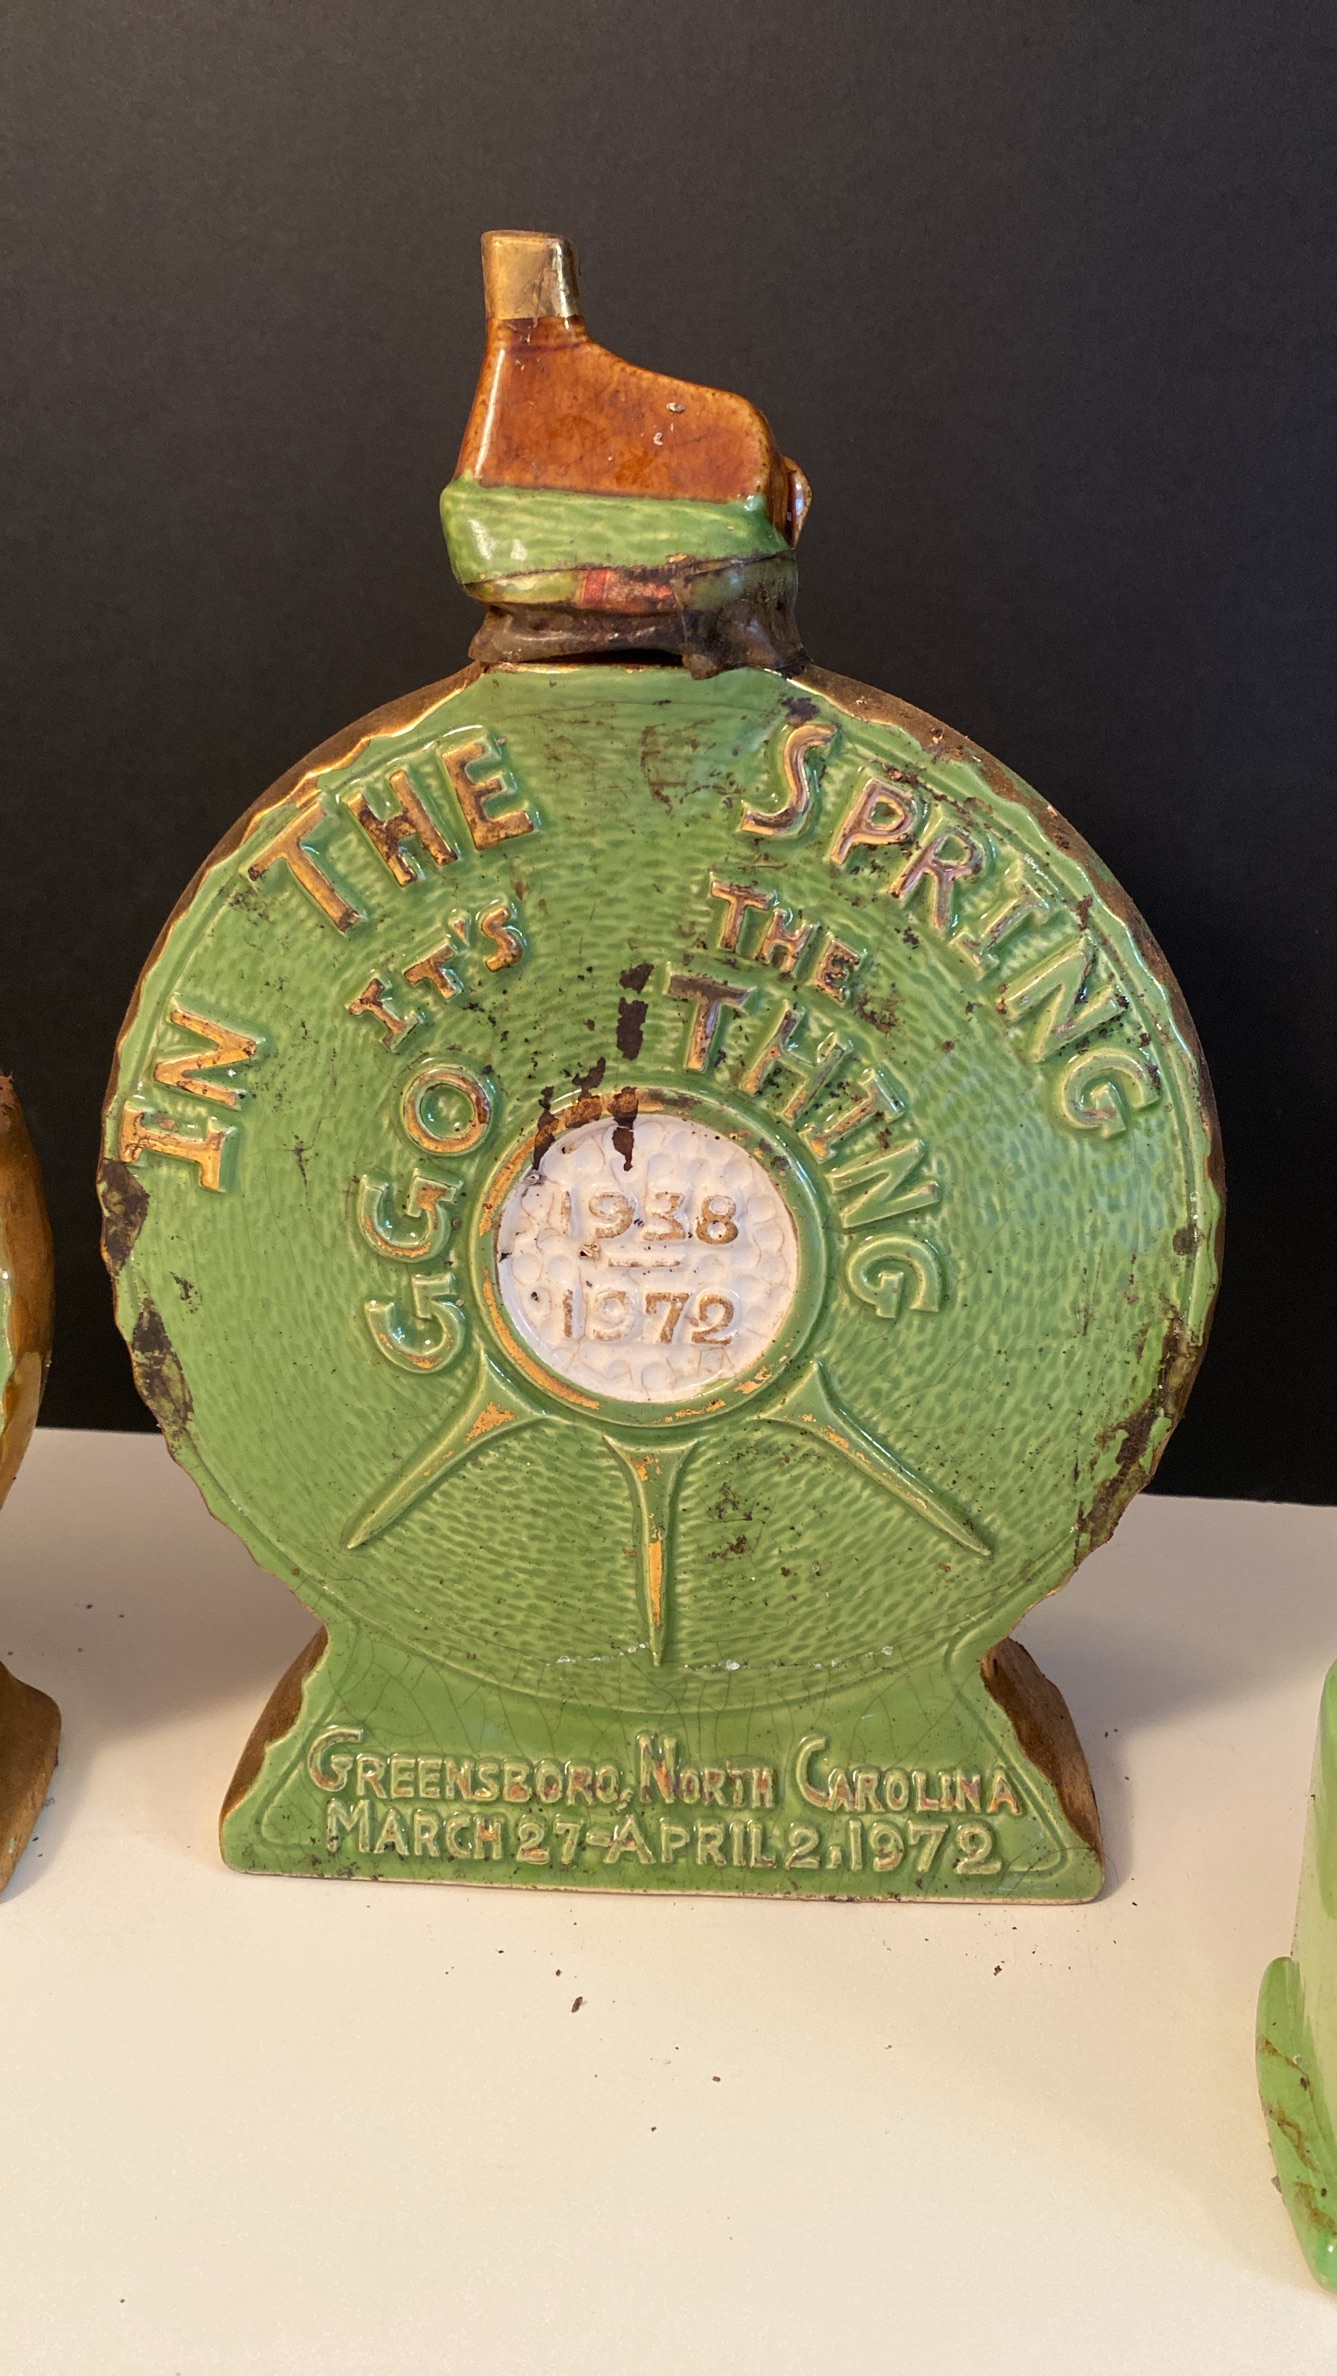 IN THE SPRING
IT'S THE
GGO THING
1938
1972
GREENSBORO, NORTH CAROLINA
MARCH 27-APRIL 2, 1972